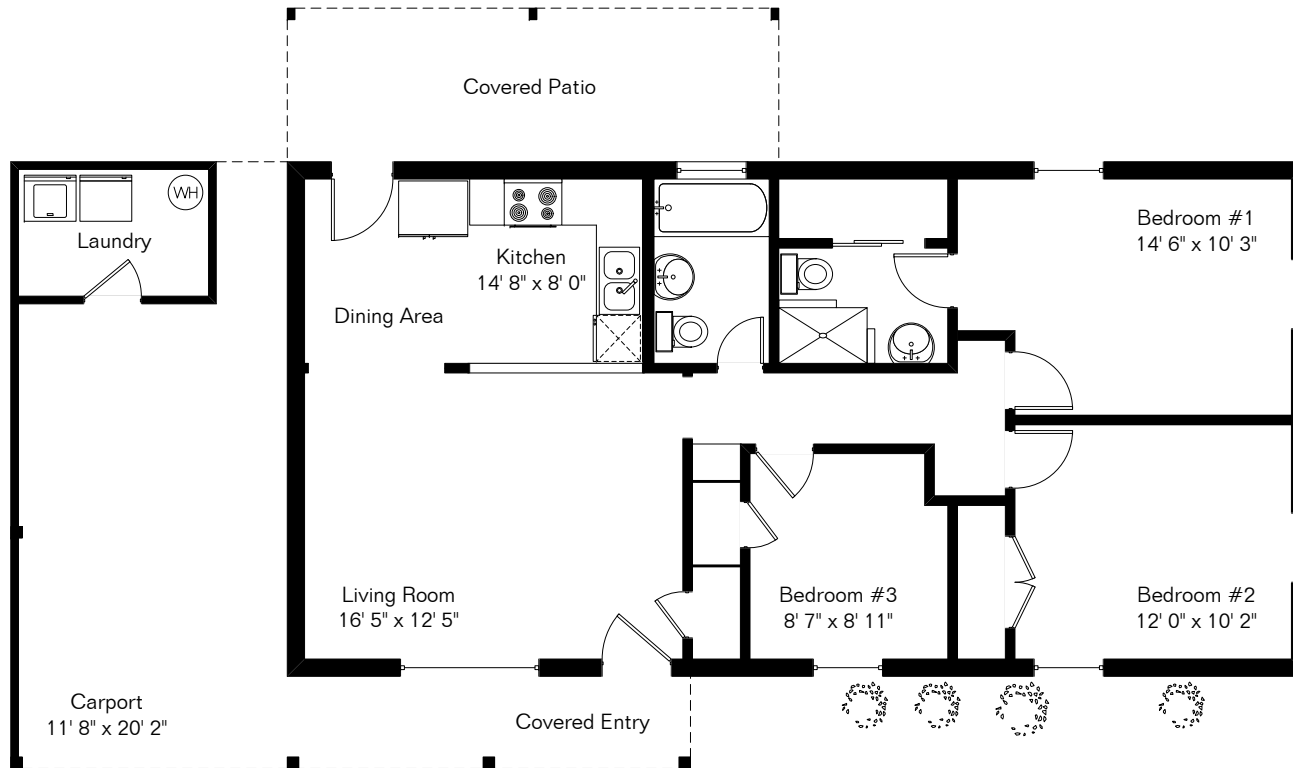 Covered Patio
WH
Laundry
Kitchen
14' 8" x 8' 0"
Dining Area
Bedroom #1
14' 6" x 10' 3"
Living Room
16' 5" x 12' 5"
Bedroom #3
8' 7" x 8' 11"
Bedroom #2
12' 0" x 10' 2"
Carport
11' 8" x 20' 2"
Covered Entry